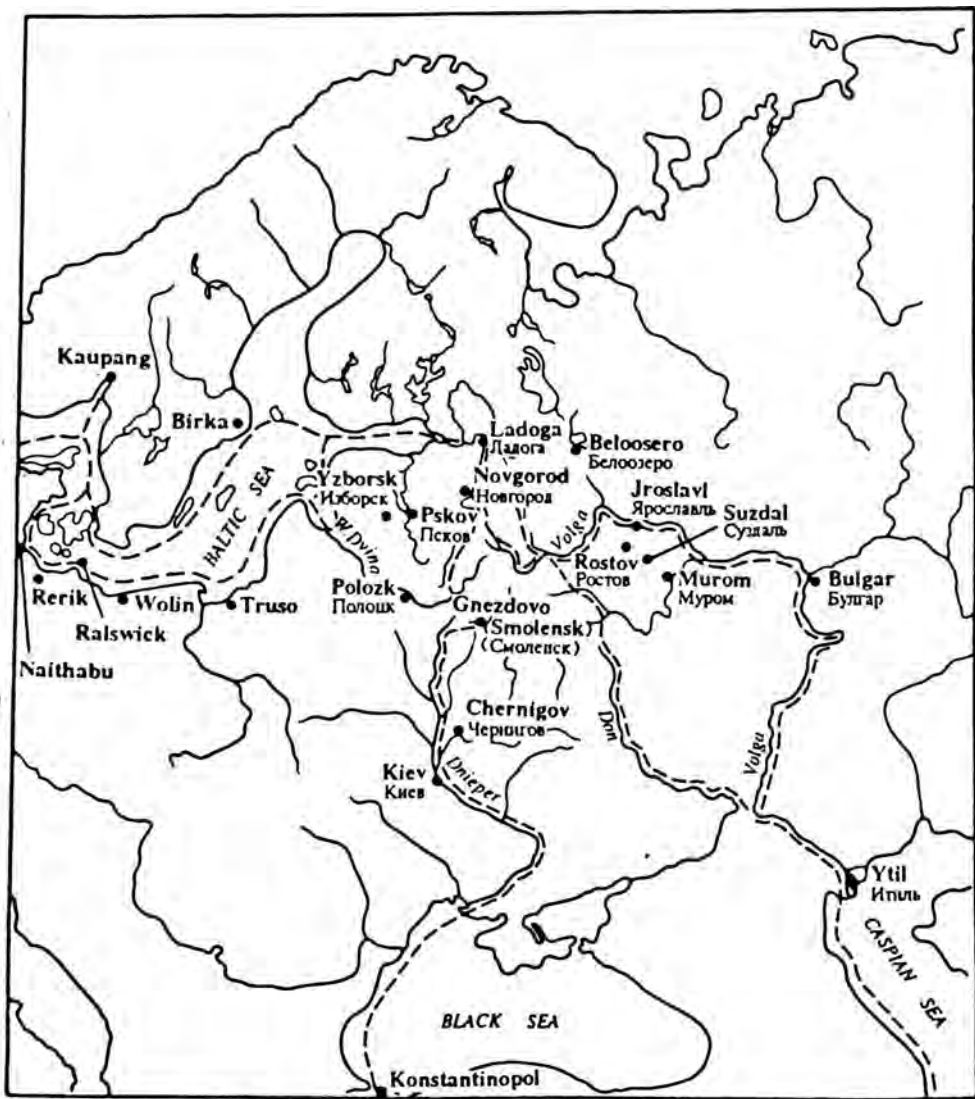 Kaupang
Birka
Ladoga
Ладога
Beloosero
Белоозеро
Yzborsk
Изборск
Novgorod
Новгород
Jroslavl
Ярославль
Suzdal
Суздаль
BALTIC SEA
Pskov
Псков
Volga
W. Dvina
Rostov
Ростов
Murom
Муром
Bulgar
Булгар
Rerik
Wolin
Truso
Polozk
Полошк
Ralswick
Gnezdovo
Smolensk)
(Смоленск)
Naithabu
Chernigov
Чернигов
Don
Volga
Kiev
Киев
Dnieper
Ytil
Итиль
CASPIAN SEA
BLACK SEA
Konstantinopol